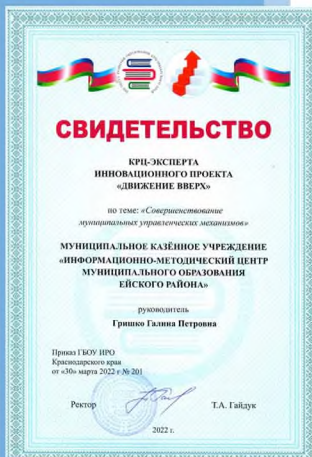 СВИДЕТЕЛЬСТВО
КРЦ-ЭКСПЕРТА
ИННОВАЦИОННОГО ПРОЕКТА
«ДВИЖЕНИЕ ВВЕРХ»
по теме: «Совершенствование
муниципальных управленческих механизмов»
МУНИЦИПАЛЬНОЕ КАЗЁННОЕ УЧРЕЖДЕНИЕ
«ИНФОРМАЦИОННО-МЕТОДИЧЕСКИЙ ЦЕНТР
МУНИЦИПАЛЬНОГО ОБРАЗОВАНИЯ
ЕЙСКОГО РАЙОНА»
руководитель
Гришко Галина Петровна
Приказ ГБОУ ИРО
Краснодарского края
от «30» марта 2022 г № 201
Ректор Т.А. Гайдук
2022 г.